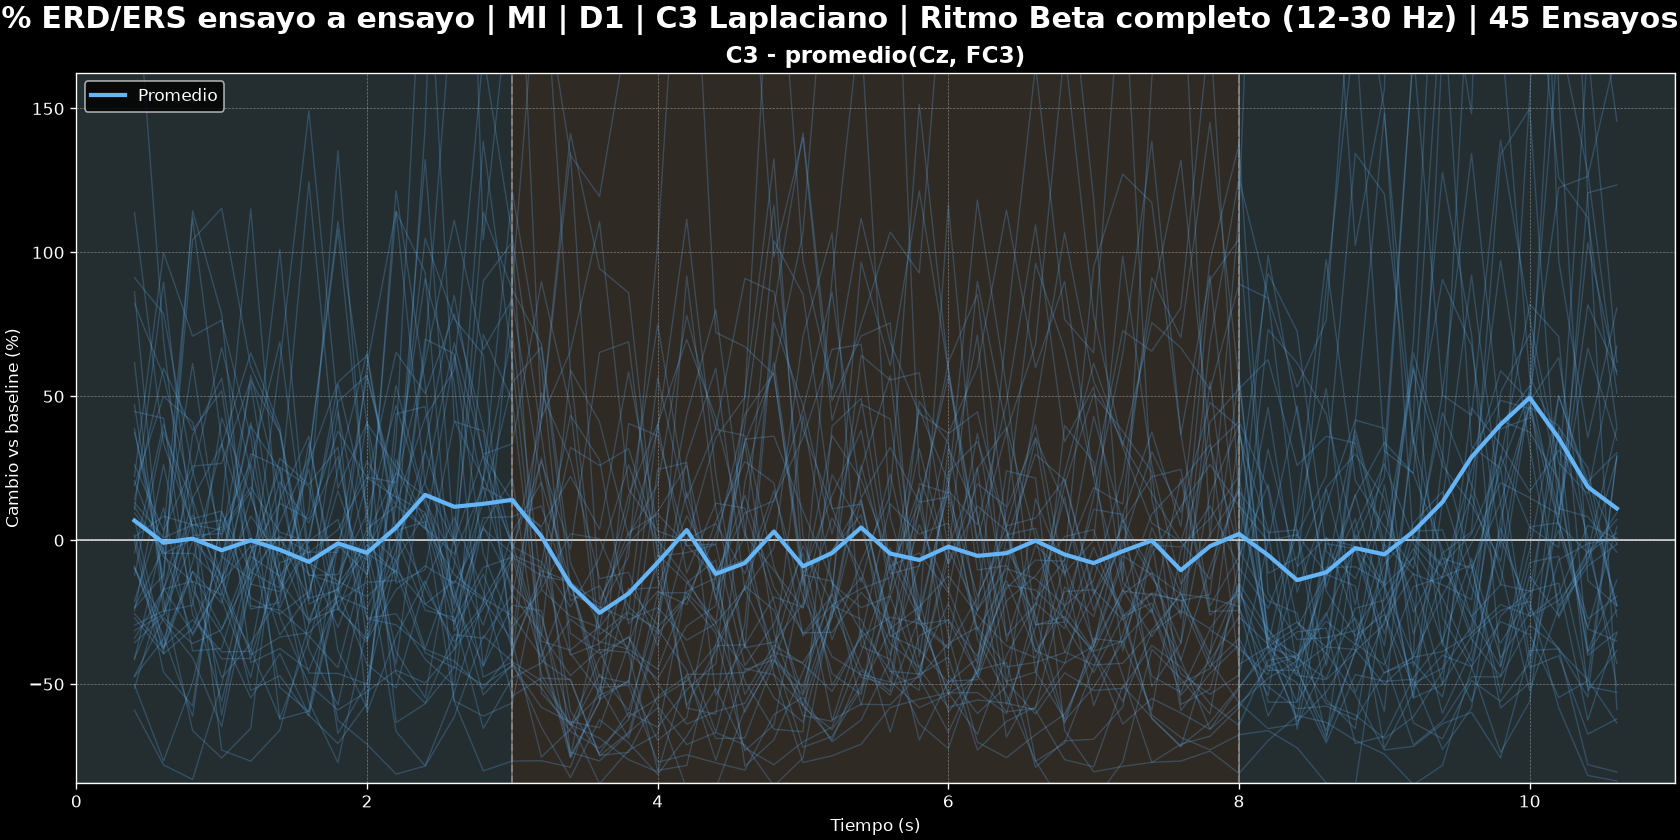 % ERD/ERS ensayo a ensayo | MI | D1 | C3 Laplaciano | Ritmo Beta completo (12-30 Hz) | 45 Ensayos
C3 - promedio(Cz, FC3)
Promedio
150
100
50
0
−50
Cambio vs baseline (%)
0 2 4 6 8 10
Tiempo (s)